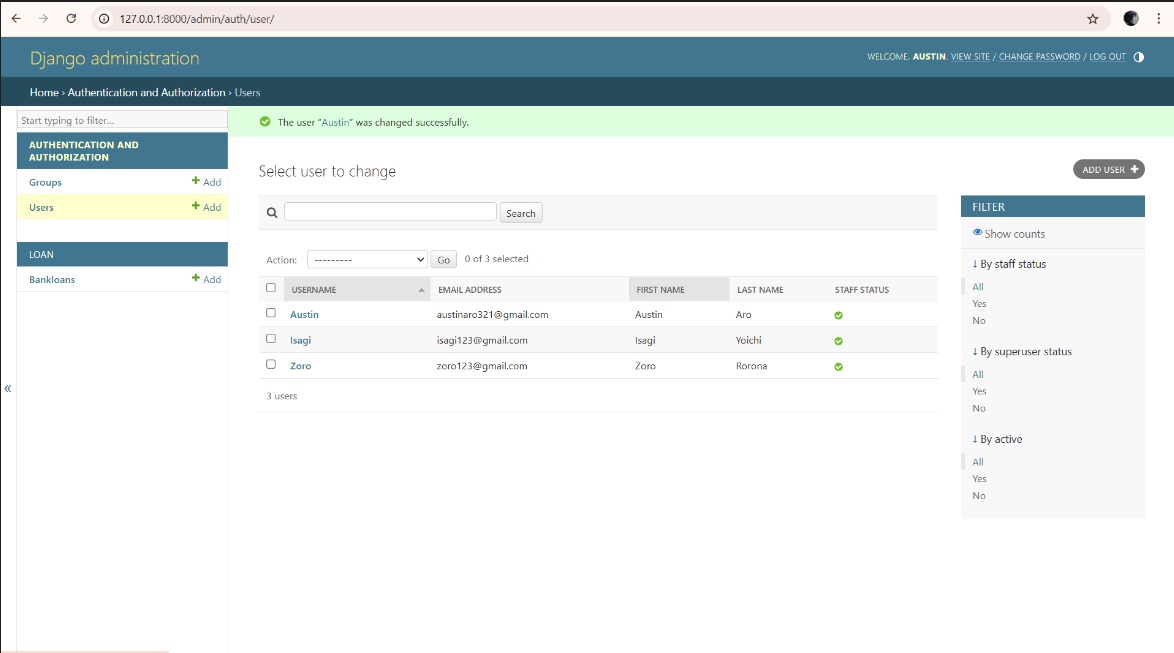 127.0.0.1:8000/admin/auth/user/
Django administration
WELCOME, AUSTIN. VIEW SITE / CHANGE PASSWORD / LOG OUT
Home › Authentication and Authorization › Users
Start typing to filter...
AUTHENTICATION AND
AUTHORIZATION
Groups + Add
Users + Add
LOAN
Bankloans + Add
«
The user “Austin” was changed successfully.
Select user to change
ADD USER +
Search
Action: --------- Go 0 of 3 selected
USERNAME EMAIL ADDRESS FIRST NAME LAST NAME STAFF STATUS
Austin austinaro321@gmail.com Austin Aro
Isagi isagi123@gmail.com Isagi Yoichi
Zoro zoro123@gmail.com Zoro Rorona
3 users
FILTER
Show counts
↓ By staff status
All
Yes
No
↓ By superuser status
All
Yes
No
↓ By active
All
Yes
No